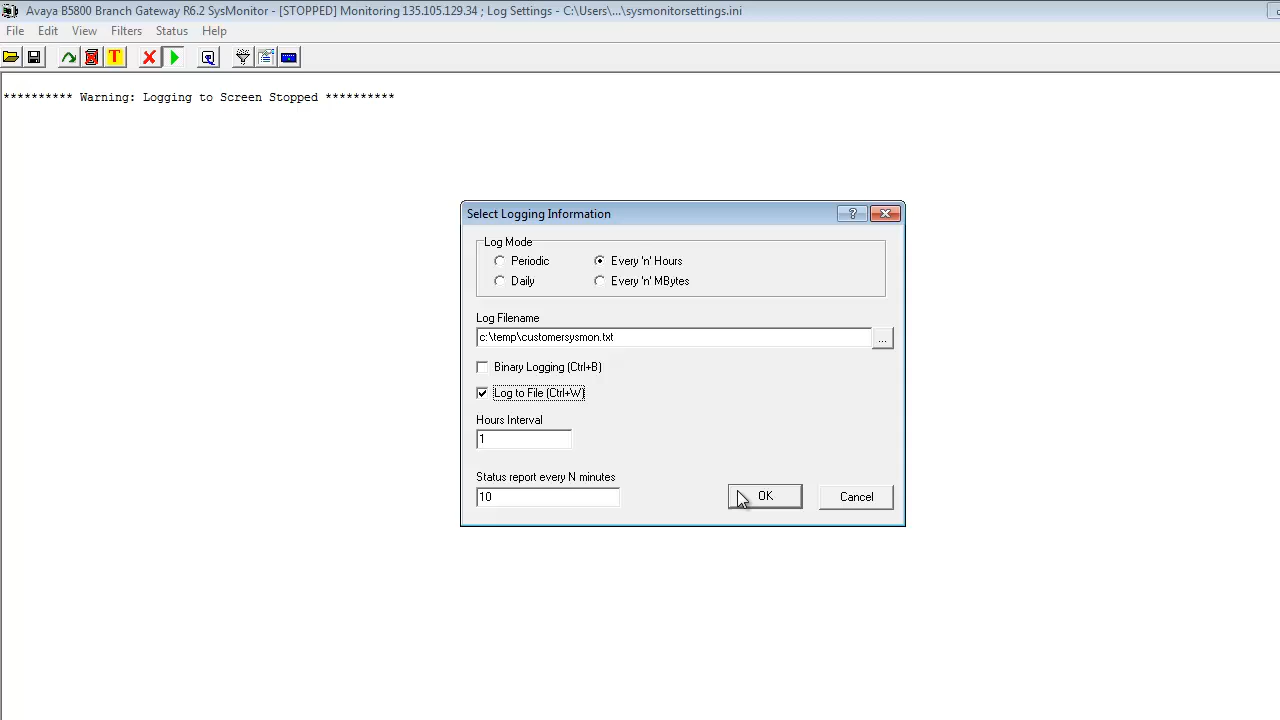 Avaya B5800 Branch Gateway R6.2 SysMonitor - [STOPPED] Monitoring 135.105.129.34 ; Log Settings - C:\Users\...\sysmonitorsettings.ini
File Edit View Filters Status Help
T
********** Warning: Logging to Screen Stopped **********
Select Logging Information
?
Log Mode
Periodic Every 'n' Hours
Daily Every 'n' MBytes
Log Filename
c:\temp\customersysmon.txt
...
Binary Logging (Ctrl+B)
Log to File (Ctrl+W)
Hours Interval
1
Status report every N minutes
10
OK Cancel